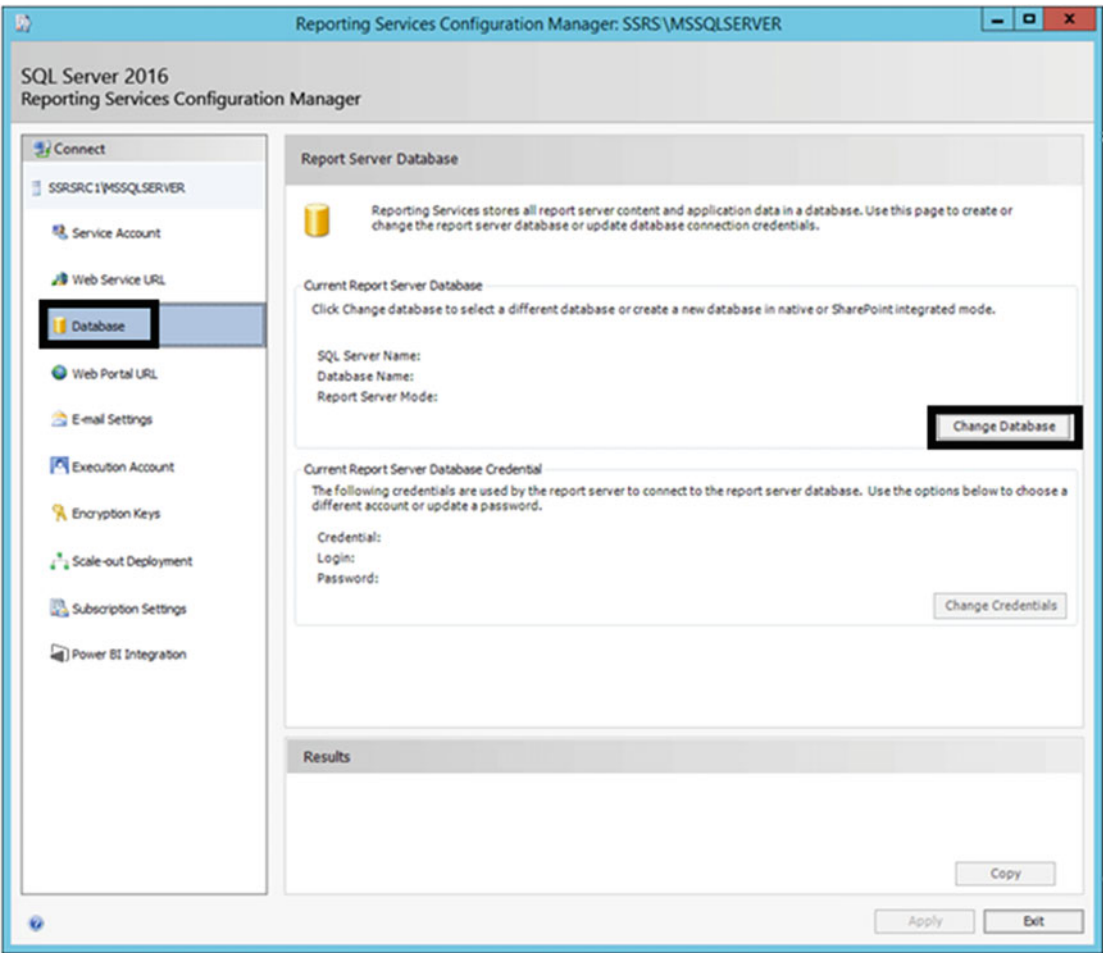 Reporting Services Configuration Manager: SSRS\MSSQLSERVER
SQL Server 2016
Reporting Services Configuration Manager
Connect
SSRSRC1\MSSQLSERVER
Service Account
Web Service URL
Database
Web Portal URL
E-mail Settings
Execution Account
Encryption Keys
Scale-out Deployment
Subscription Settings
Power BI Integration
Report Server Database
Reporting Services stores all report server content and application data in a database. Use this page to create or
change the report server database or update database connection credentials.
Current Report Server Database
Click Change database to select a different database or create a new database in native or SharePoint integrated mode.
SQL Server Name:
Database Name:
Report Server Mode:
Change Database
Current Report Server Database Credential
The following credentials are used by the report server to connect to the report server database. Use the options below to choose a
different account or update a password.
Credential:
Login:
Password:
Change Credentials
Results
Copy
Apply
Exit